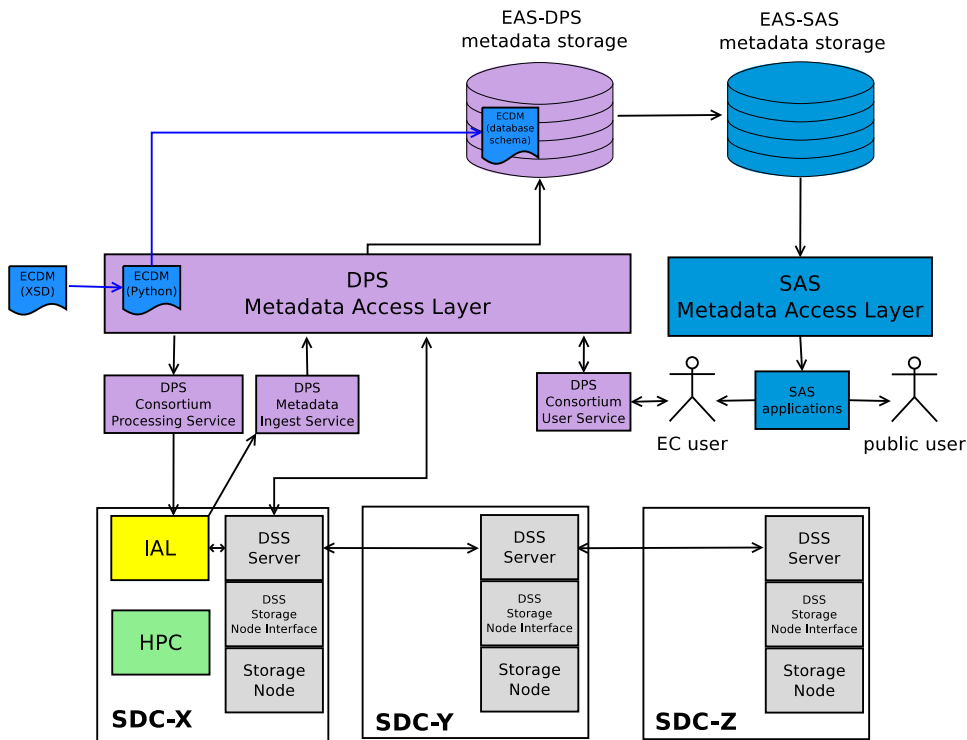 EAS-DPS
metadata storage
EAS-SAS
metadata storage
ECDM
(database
schema)
ECDM
(XSD)
ECDM
(Python)
DPS
Metadata Access Layer
SAS
Metadata Access Layer
DPS
Consortium
Processing Service
DPS
Metadata
Ingest Service
DPS
Consortium
User Service
EC user
SAS
applications
public user
IAL
HPC
DSS
Server
DSS
Storage
Node Interface
Storage
Node
SDC-X
DSS
Server
DSS
Storage
Node Interface
Storage
Node
SDC-Y
DSS
Server
DSS
Storage
Node Interface
Storage
Node
SDC-Z